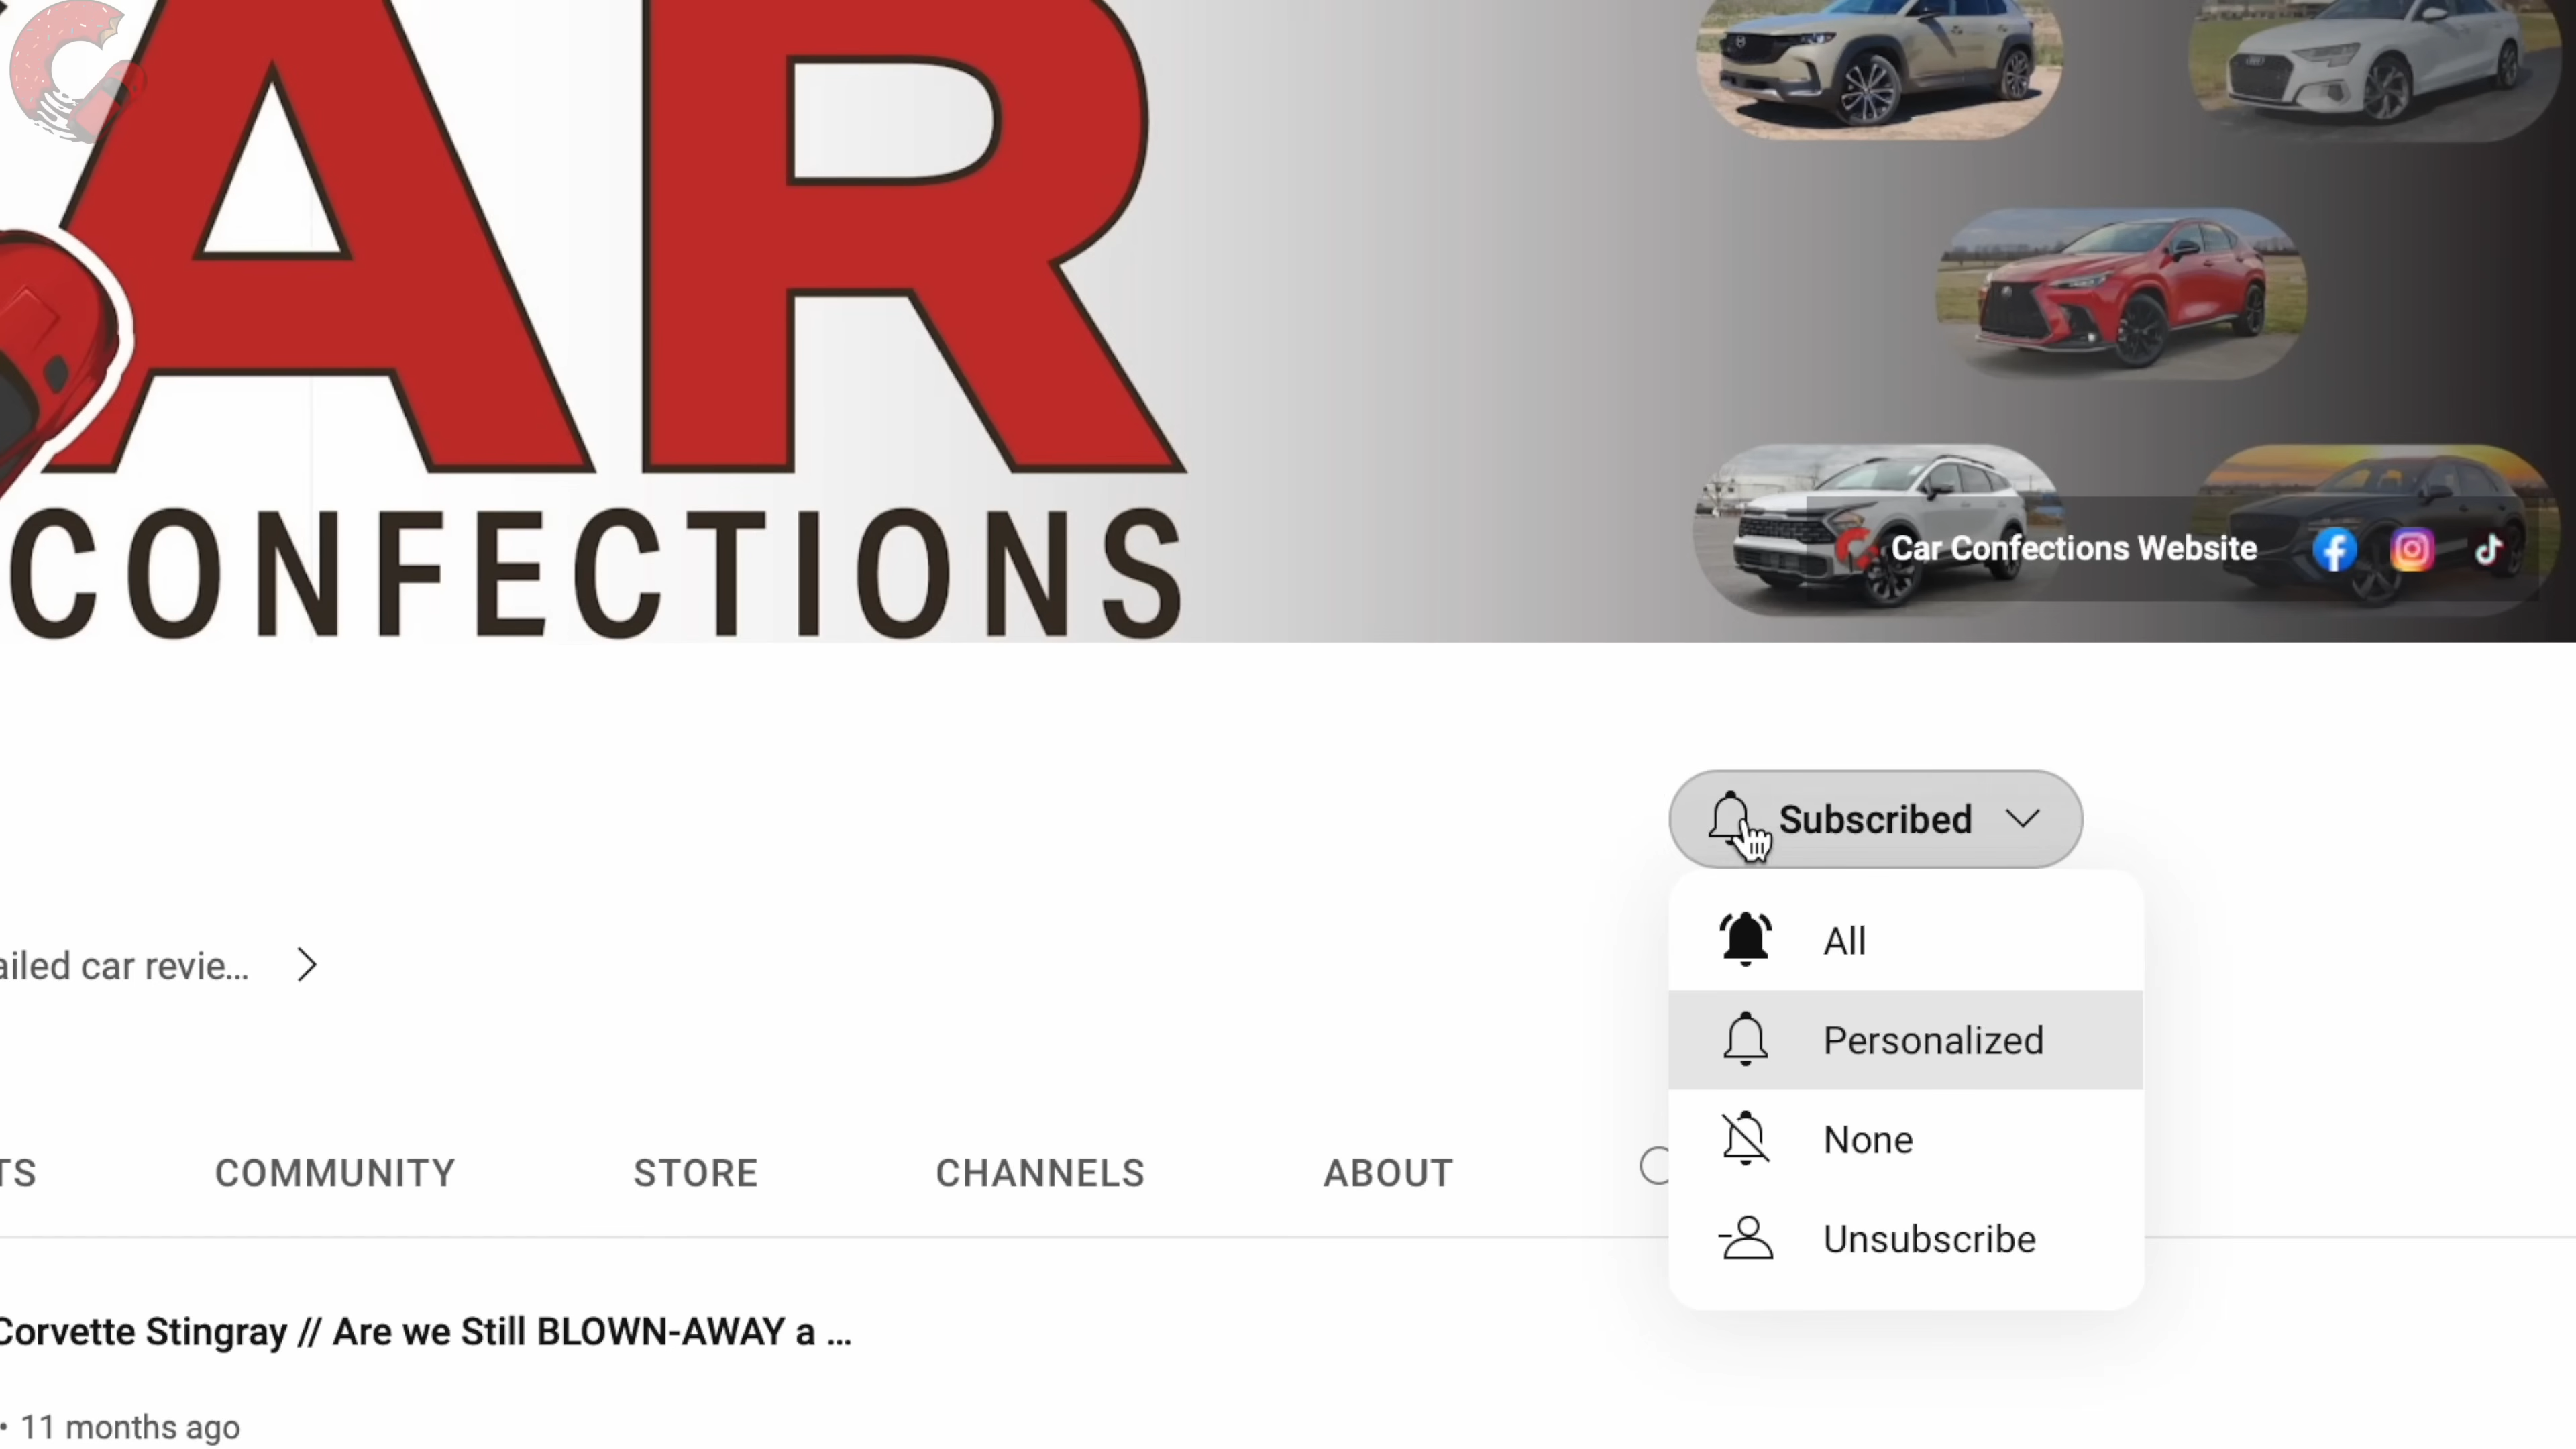 AR
CONFECTIONS
Car Confections Website
Subscribed
All
ailed car revie...
Personalized
None
TS COMMUNITY STORE CHANNELS ABOUT
Unsubscribe
Corvette Stingray // Are we Still BLOWN-AWAY a ...
• 11 months ago